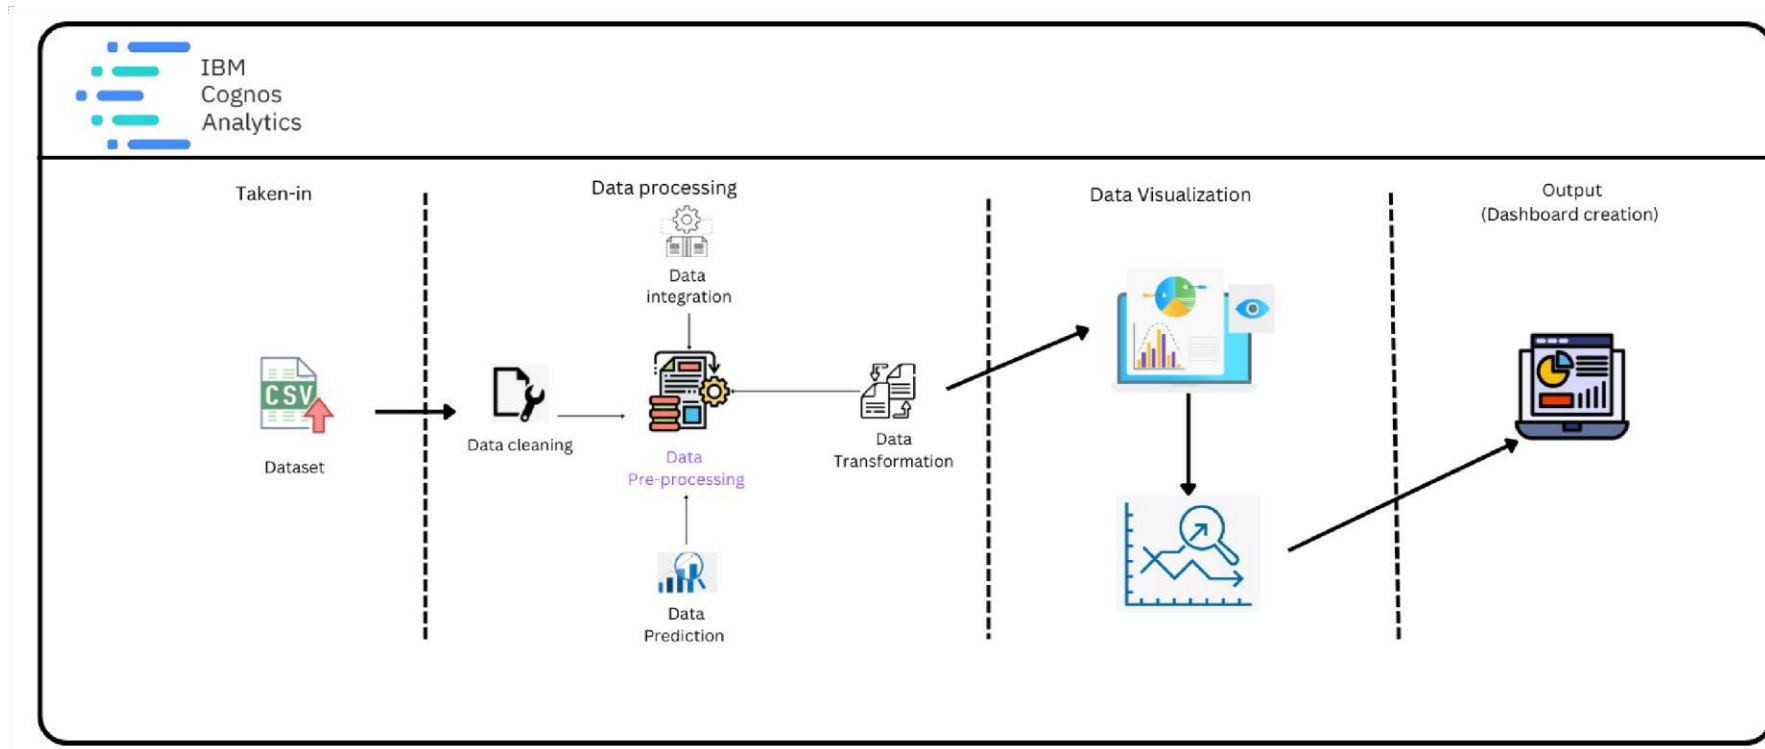 IBM
Cognos
Analytics
Taken-in
Data processing
Data Visualization
Output
(Dashboard creation)
Data
integration
CSV
Dataset
Data cleaning
Data
Pre-processing
Data
Transformation
Data
Prediction